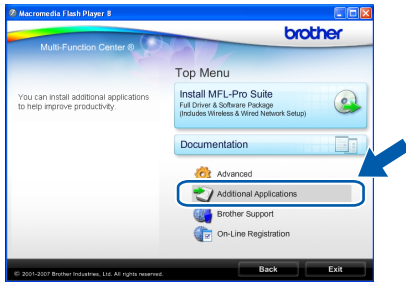 Macromedia Flash Player 8
brother
Multi-Function Center ®
Top Menu
You can install additional applications
to help improve productivity.
Install MFL-Pro Suite
Full Driver & Software Package
(Includes Wireless & Wired Network Setup)
Documentation
Advanced
Additional Applications
Brother Support
On-Line Registration
© 2001-2007 Brother Industries, Ltd. All rights reserved.
Back
Exit